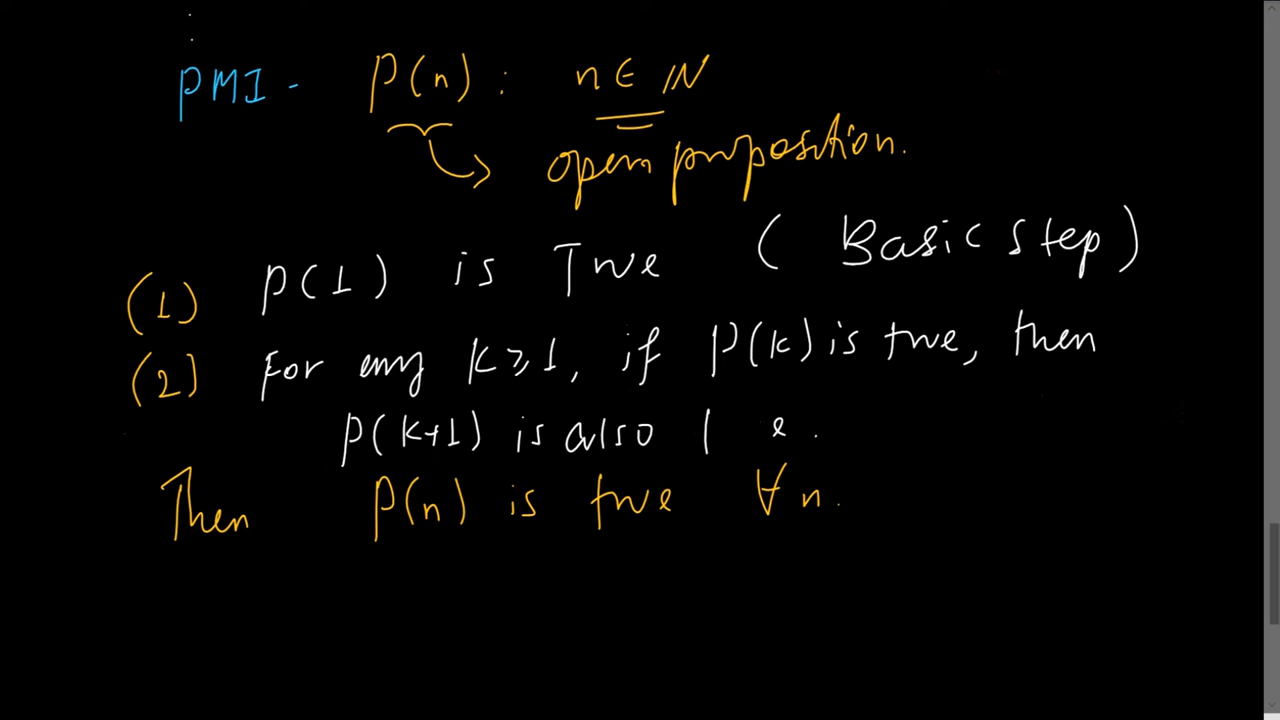 PMI - P(n) : n ∈ ℕ
open proposition.
(1) P(1) is True (Basic step)
(2) For any k ≥ 1, if P(k) is true, then
P(k+1) is also
Then P(n) is true ∀ n.